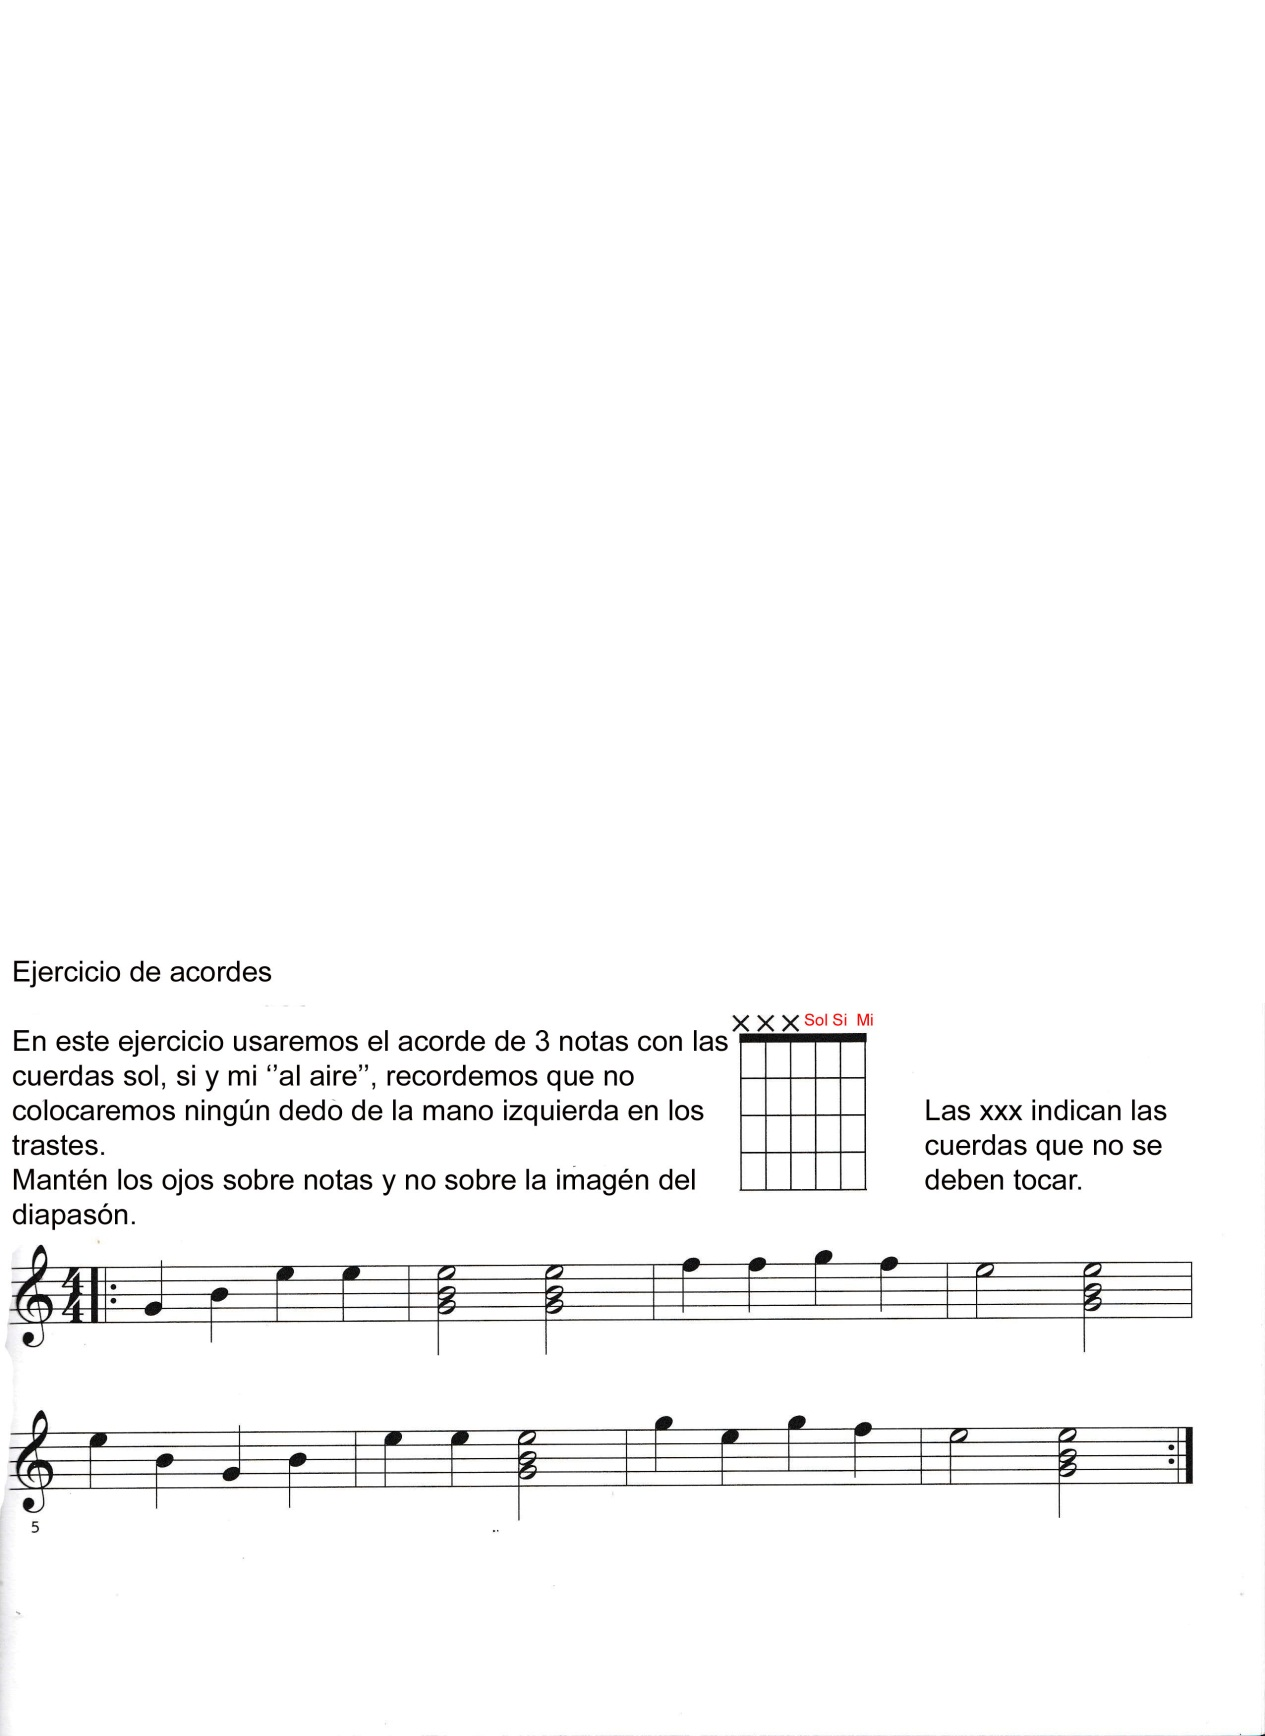 Ejercicio de acordes
Sol Si Mi
En este ejercicio usaremos el acorde de 3 notas con las
cuerdas sol, si y mi ‘’al aire’’, recordemos que no
colocaremos ningún dedo de la mano izquierda en los
trastes.
Mantén los ojos sobre notas y no sobre la imagén del
diapasón.
Las xxx indican las
cuerdas que no se
deben tocar.
4
4
5